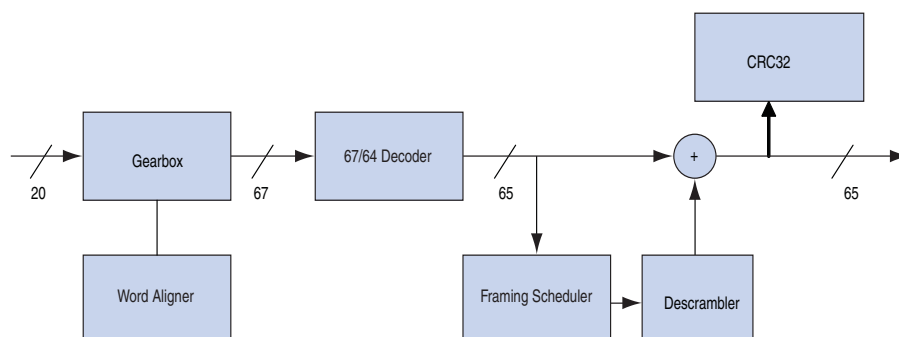 CRC32
Gearbox
67/64 Decoder
+
20
67
65
65
Word Aligner
Framing Scheduler
Descrambler